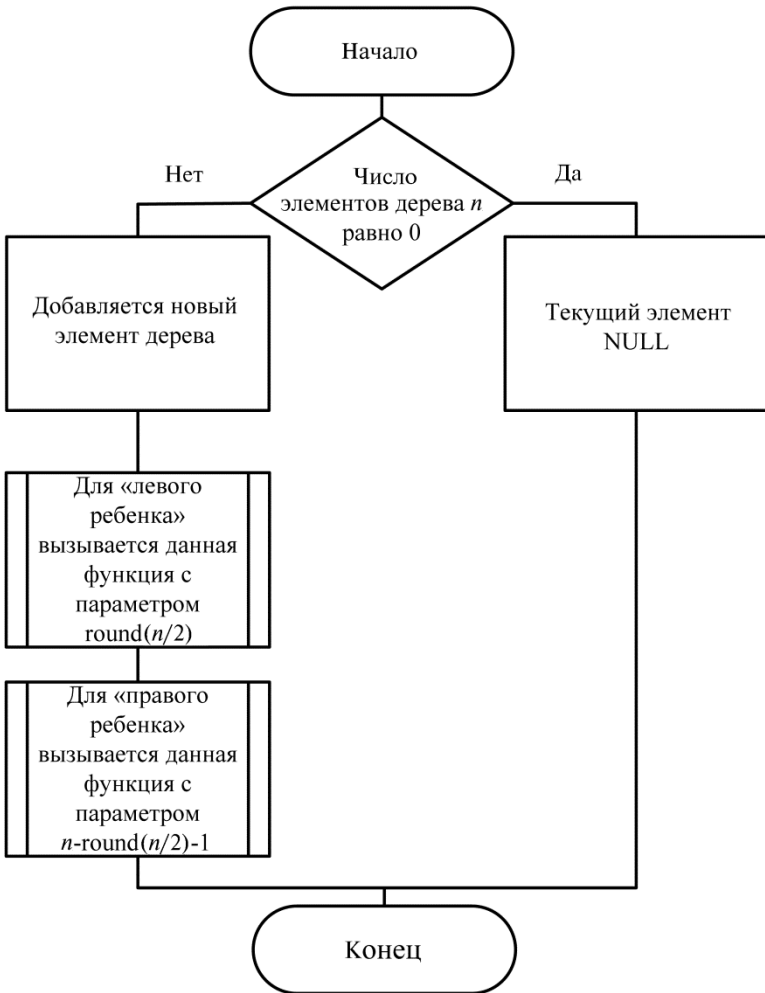 Начало
Нет
Да
Число
элементов дерева n
равно 0
Добавляется новый
элемент дерева
Текущий элемент
NULL
Для «левого
ребенка»
вызывается данная
функция с
параметром
round(n/2)
Для «правого
ребенка»
вызывается данная
функция с
параметром
n-round(n/2)-1
Конец